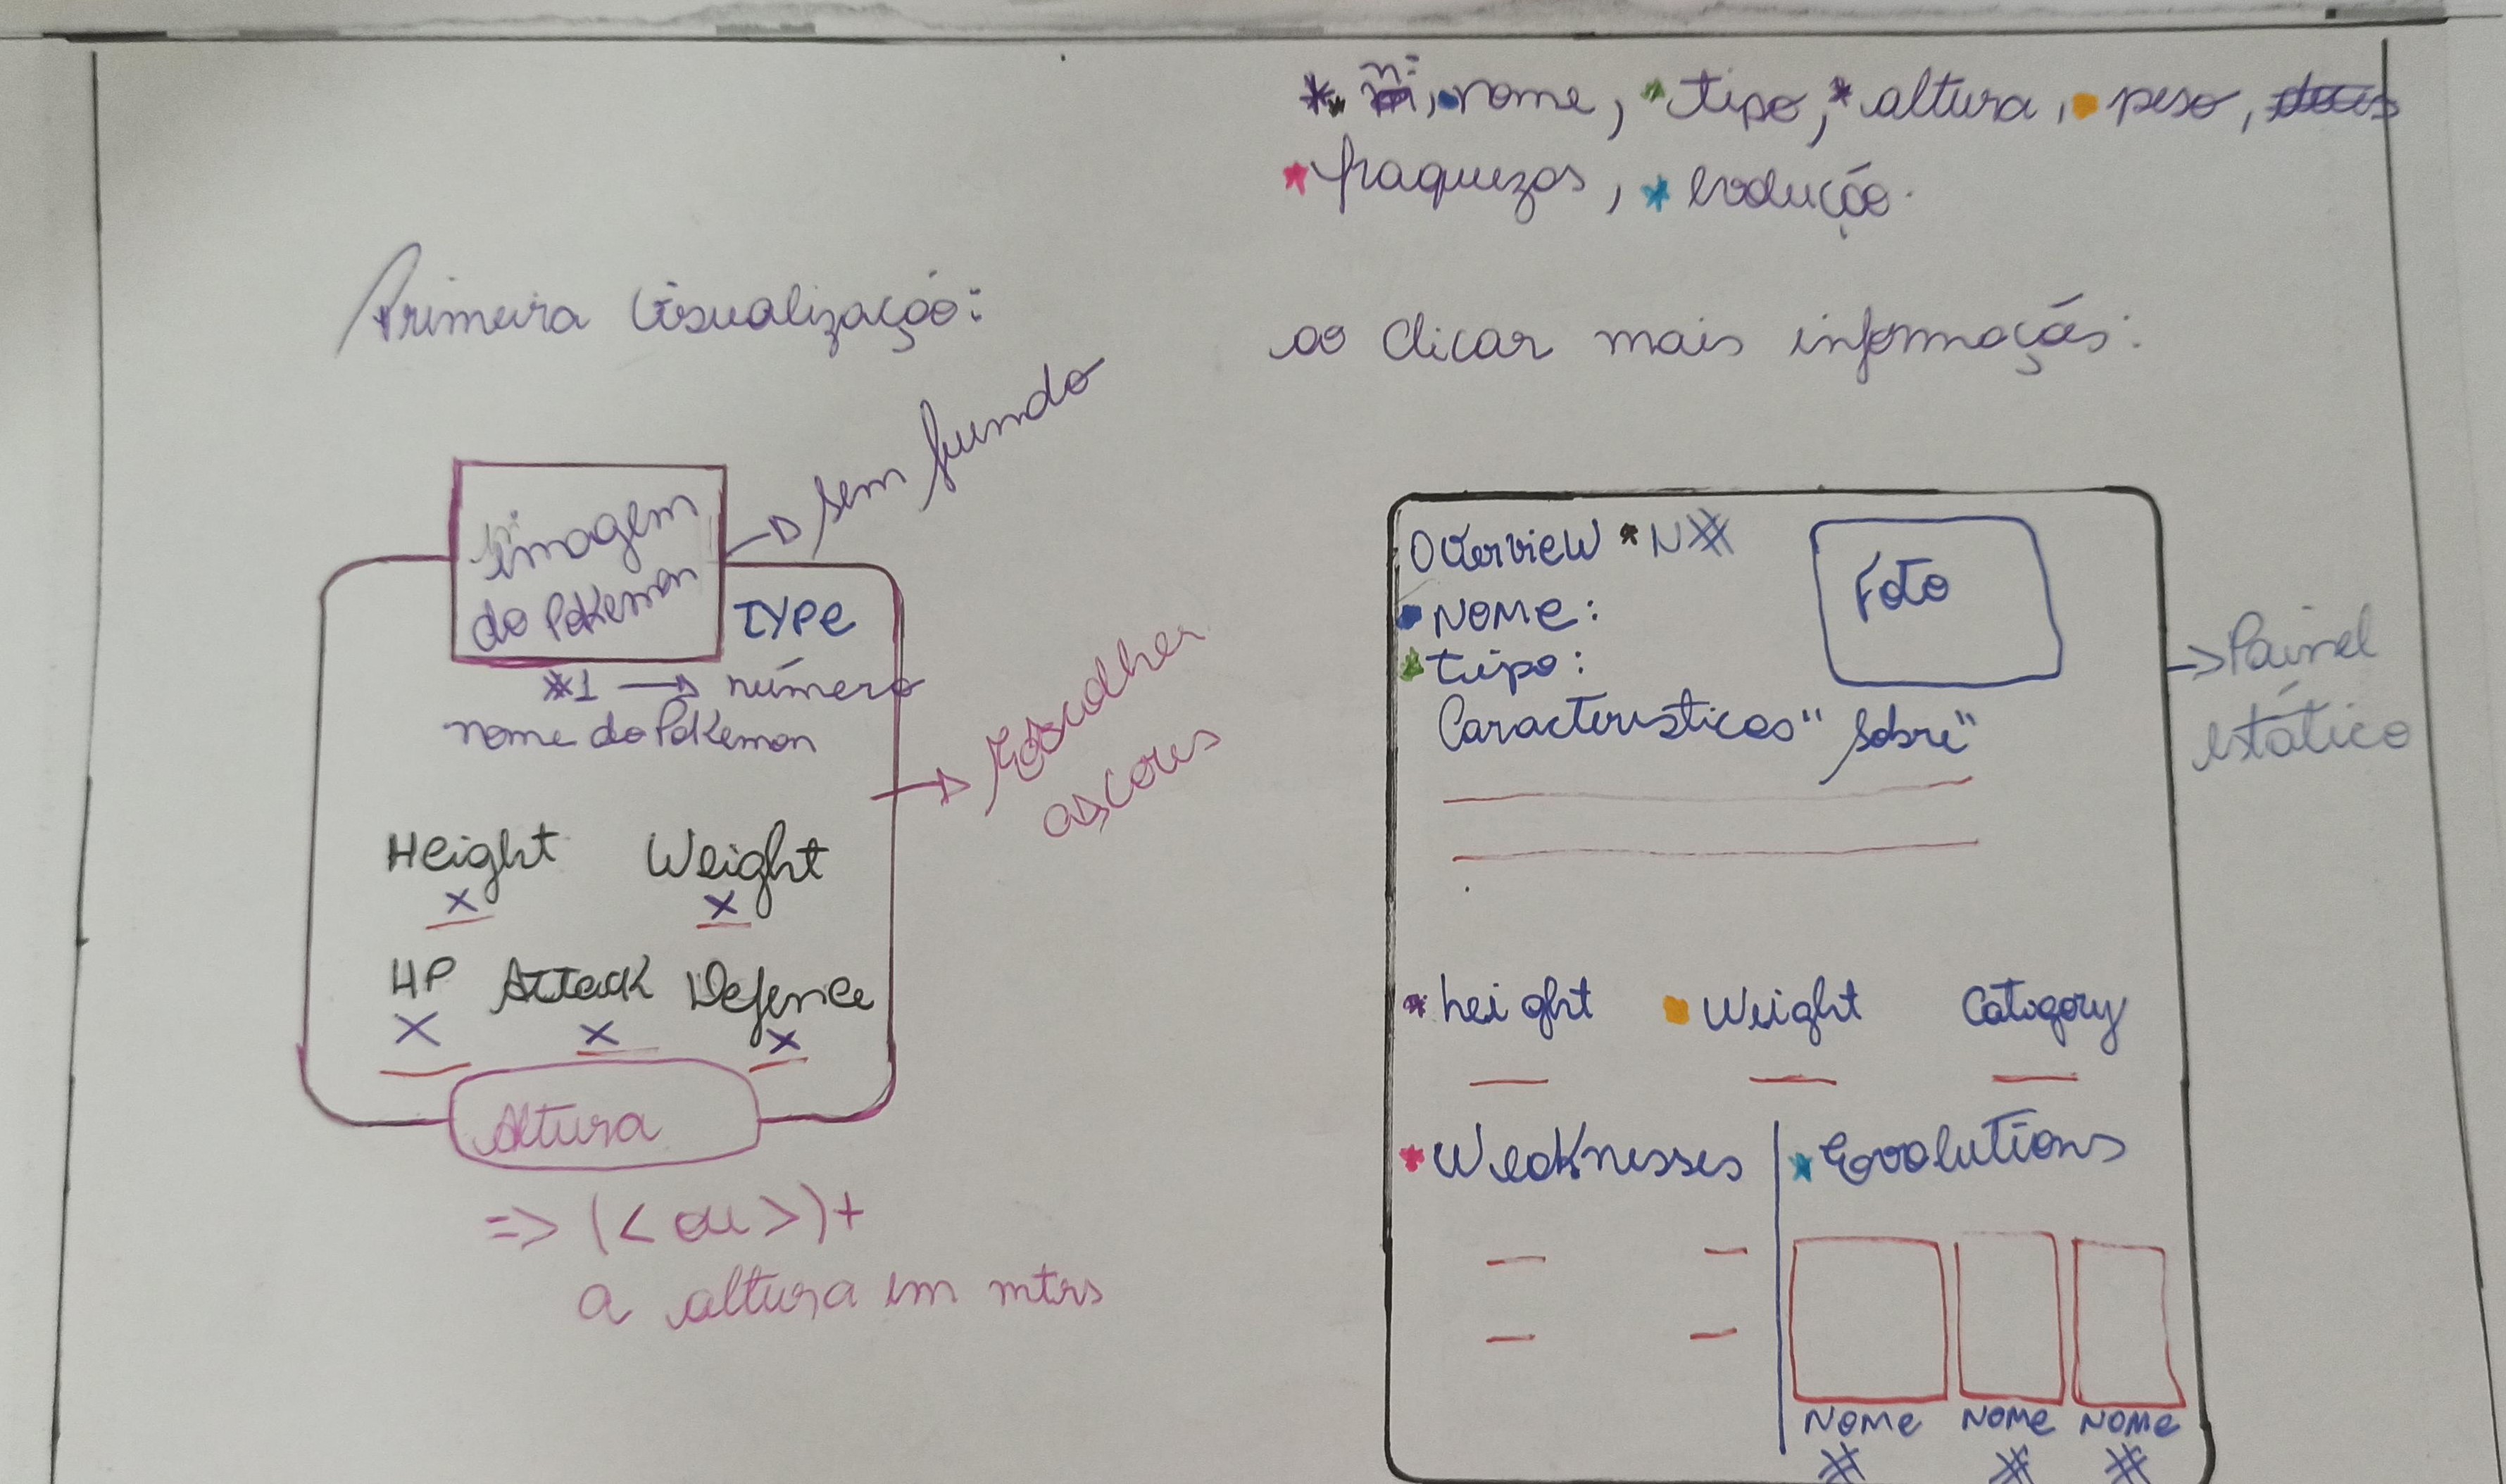 nº, nome, tipo, altura, peso,
fraquezas, evolução.
Primeira Visualização:
sem fundo
Imagem
do Pokemon
TYPE
#1 → número
nome do Pokemon
Escolher
as cores
Height Weight
x x
HP Attack Defence
x x x
Altura
=> (< ou >) +
a altura em mtrs
ao clicar mais informações:
Overview * N#
Foto
Nome:
tipo:
Características "Sobre"
→ Painel
estático
height Weight Category
Weaknesses Evolutions
Nome Nome Nome
# # #